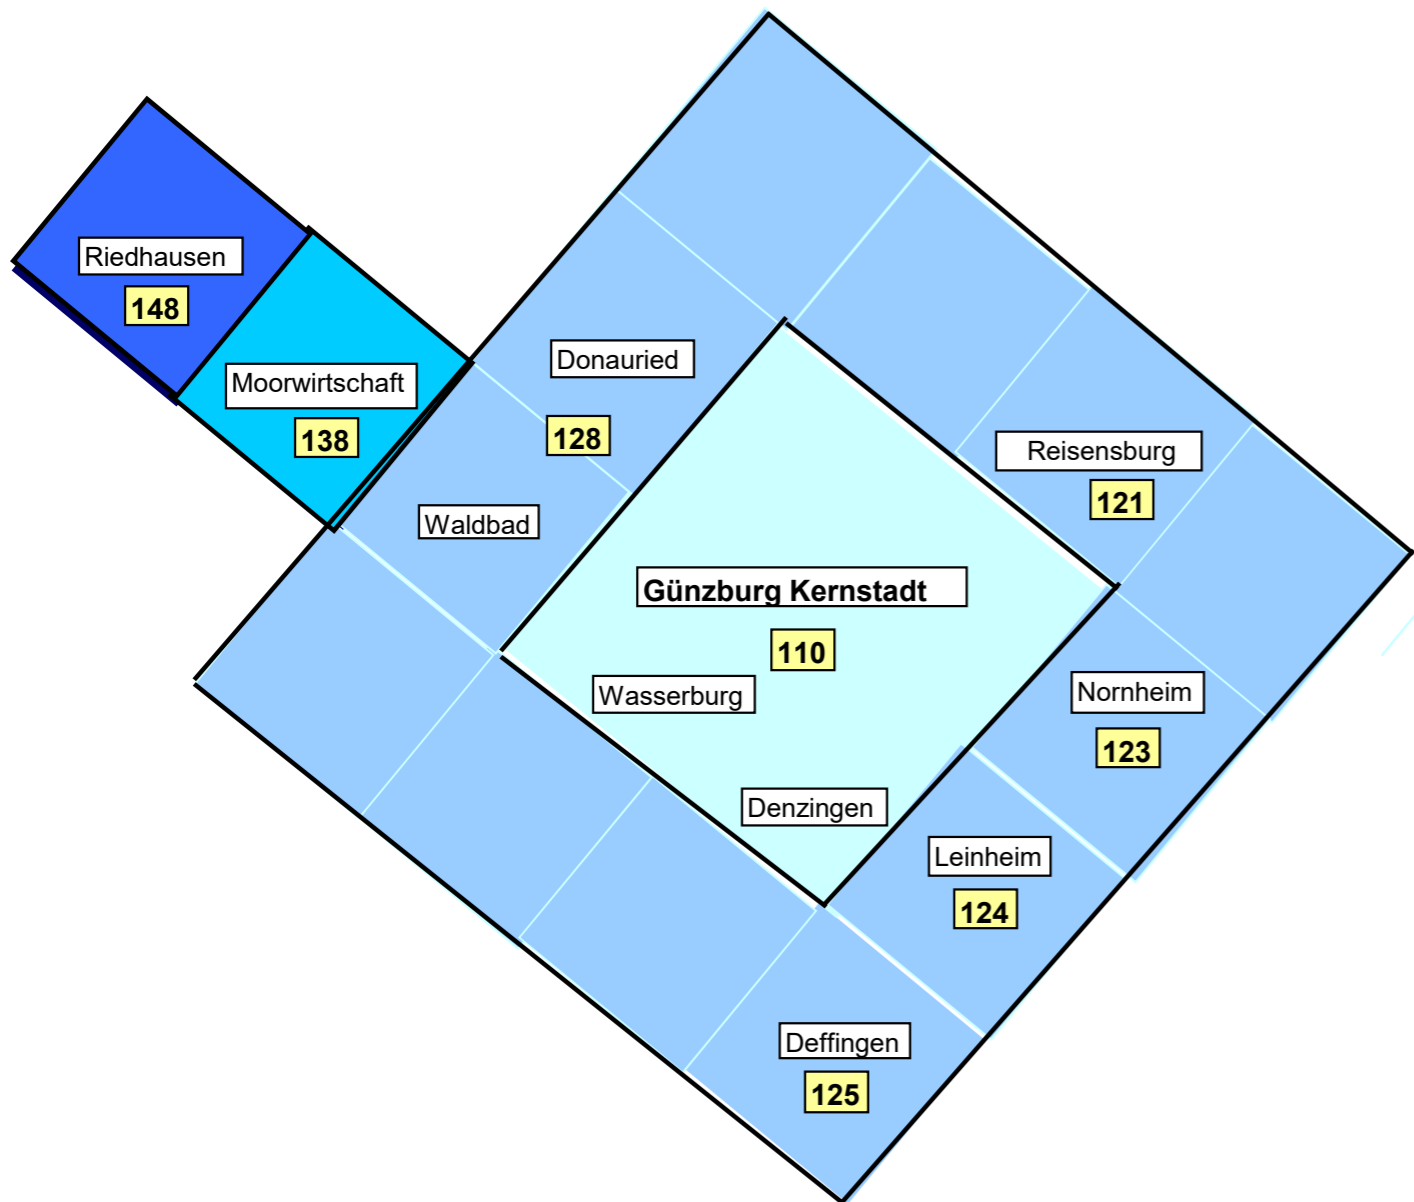 Riedhausen
148
Moorwirtschaft
138
Donauried
128
Waldbad
Reisensburg
121
Günzburg Kernstadt
110
Wasserburg
Nornheim
123
Denzingen
Leinheim
124
Deffingen
125